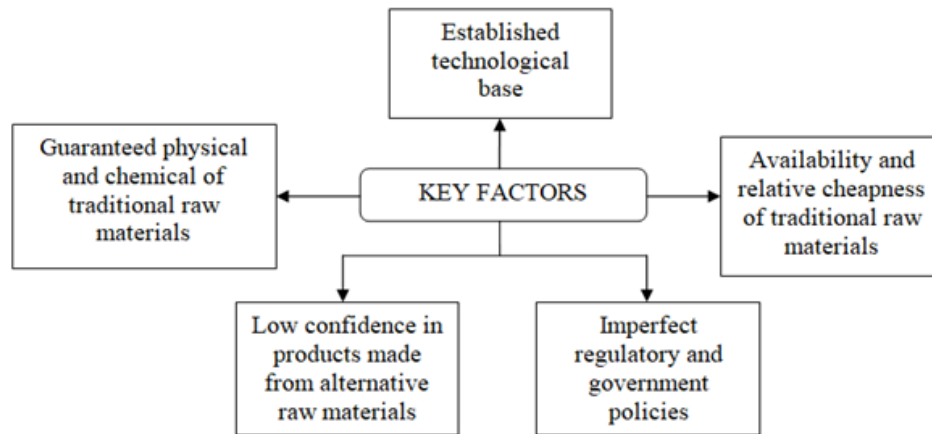 Established
technological
base
Guaranteed physical
and chemical of
traditional raw
materials
KEY FACTORS
Availability and
relative cheapness
of traditional raw
materials
Low confidence in
products made
from alternative
raw materials
Imperfect
regulatory and
government
policies